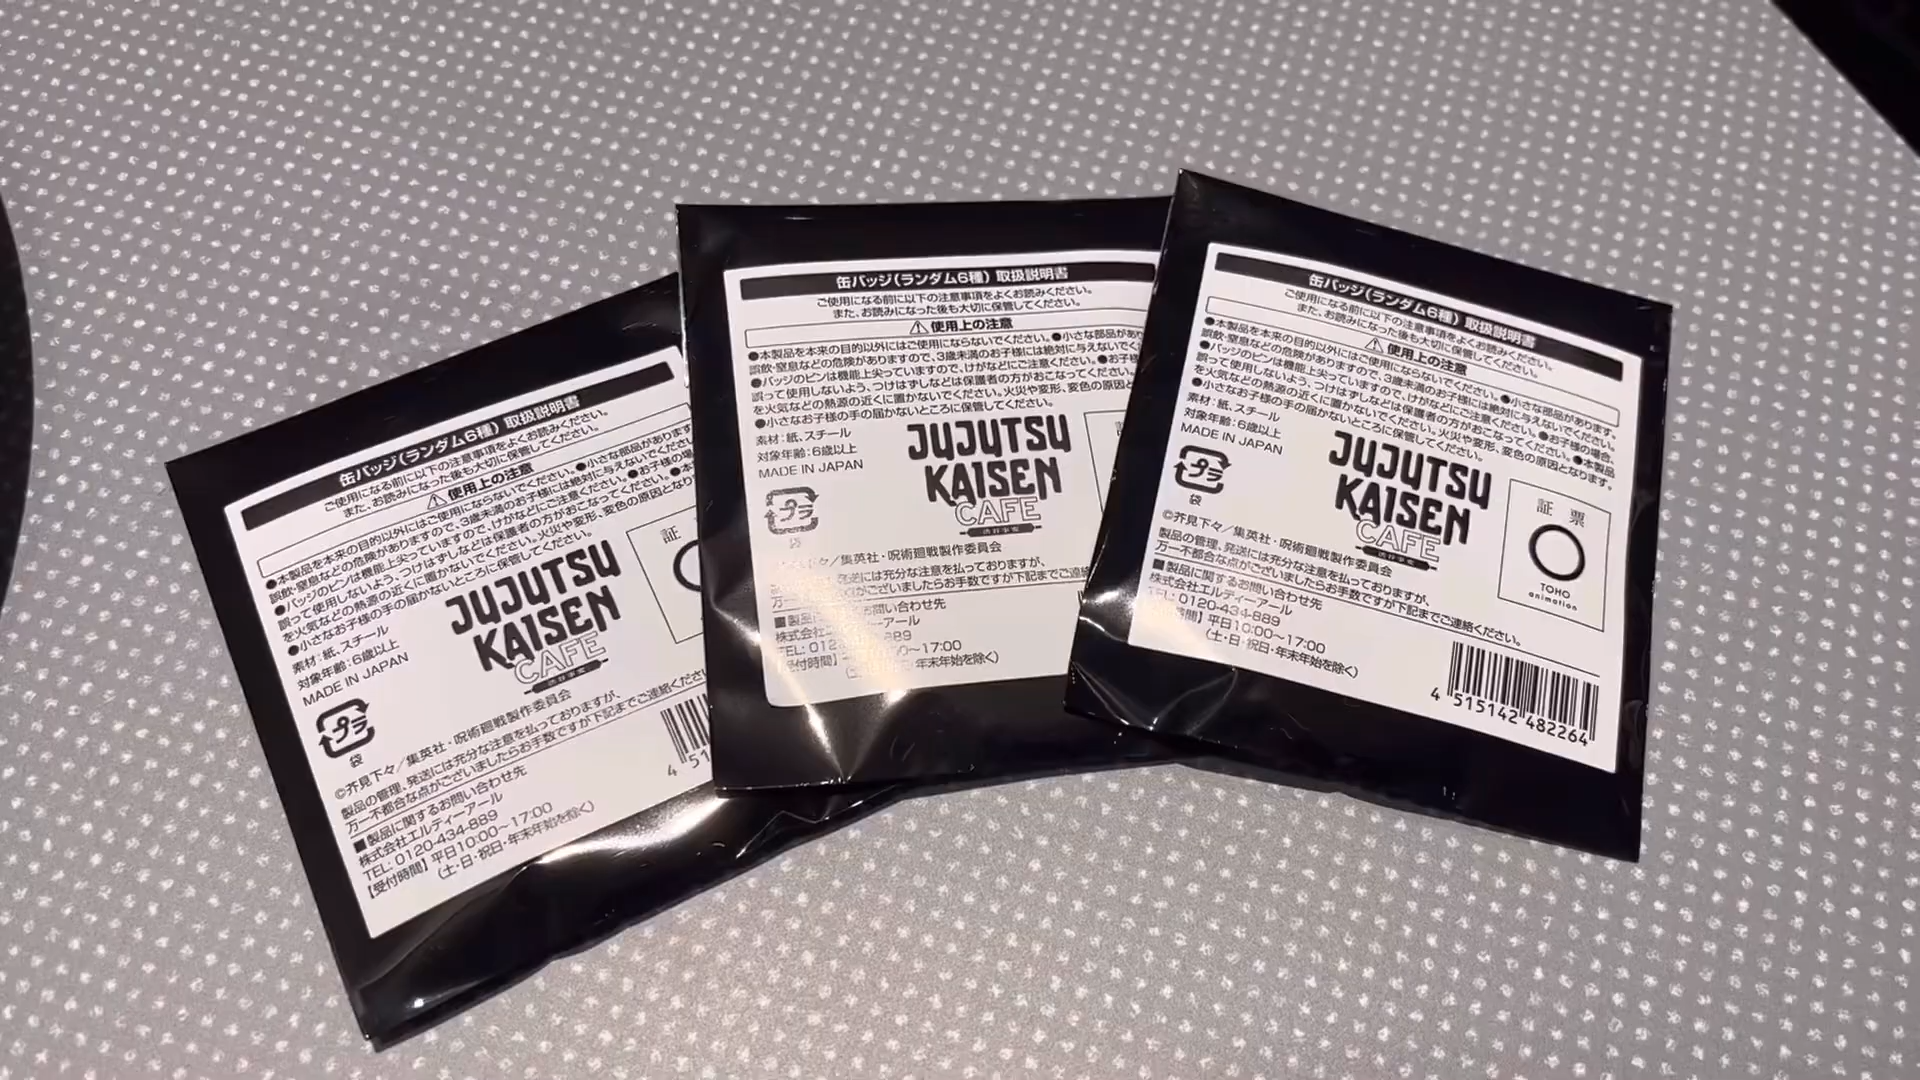 缶バッジ(ランダム6種) 取扱説明書
ご使用になる前に以下の注意事項をよくお読みください。
また、お読みになった後も大切に保管してください。
⚠使用上の注意
●本製品を本来の目的以外にはご使用にならないでください。●小さな部品があります
誤飲・窒息などの危険がありますので、3歳未満のお子様には絶対に与えないでください
●バッジのピンは機能上尖っていますので、けがなどにご注意ください。●お子様の場
誤って使用しないよう、つけはずしなどは保護者の方がおこなってください。●本
を火気などの熱源の近くに置かないでください。火災や変形、変色の原因となり
●小さなお子様の手の届かないところに保管してください。
素材:紙、スチール
対象年齢:6歳以上
MADE IN JAPAN
プラ
袋
JUJUTSU
KAISEN
CAFE
渋谷事変
証
©芥見下々/集英社・呪術廻戦製作委員会
製品の管理、発送には充分な注意を払っておりますが、
万一不都合な点がございましたらお手数ですが下記までご連絡くださ
■製品に関するお問い合わせ先
株式会社エルディーアール
TEL: 0120-434-889
【受付時間】平日10:00〜17:00
(土・日・祝日・年末年始を除く)
4 51
缶バッジ(ランダム6種) 取扱説明書
ご使用になる前に以下の注意事項をよくお読みください。
また、お読みになった後も大切に保管してください。
⚠使用上の注意
●本製品を本来の目的以外にはご使用にならないでください。●小さな部品があり
誤飲・窒息などの危険がありますので、3歳未満のお子様には絶対に与えないでく
●バッジのピンは機能上尖っていますので、けがなどにご注意ください。●お子様
誤って使用しないよう、つけはずしなどは保護者の方がおこなってください。
を火気などの熱源の近くに置かないでください。火災や変形、変色の原因と
●小さなお子様の手の届かないところに保管してください。
素材:紙、スチール
対象年齢:6歳以上
MADE IN JAPAN
プラ
袋
JUJUTSU
KAISEN
CAFE
渋谷事変
々/集英社・呪術廻戦製作委員会
発送には充分な注意を払っておりますが、
万一 がございましたらお手数ですが下記までご連絡
■製品に お問い合わせ先
株式会社エ ーアール
TEL: 012 889
【受付時間】 00〜17:00
日・祝日・年末年始を除く)
缶バッジ(ランダム6種) 取扱説明書
ご使用になる前に以下の注意事項をよくお読みください。
また、お読みになった後も大切に保管してください。
⚠使用上の注意
●本製品を本来の目的以外にはご使用にならないでください。●小さな部品があります。
誤飲・窒息などの危険がありますので、3歳未満のお子様には絶対に与えないでください。
●バッジのピンは機能上尖っていますので、けがなどにご注意ください。●お子様の場合、
誤って使用しないよう、つけはずしなどは保護者の方がおこなってください。●本製品
を火気などの熱源の近くに置かないでください。火災や変形、変色の原因となります。
●小さなお子様の手の届かないところに保管してください。
素材:紙、スチール
対象年齢:6歳以上
MADE IN JAPAN
プラ
袋
JUJUTSU
KAISEN
CAFE
渋谷事変
証票
TOHO
animation
©芥見下々/集英社・呪術廻戦製作委員会
製品の管理、発送には充分な注意を払っておりますが、
万一不都合な点がございましたらお手数ですが下記までご連絡ください。
■製品に関するお問い合わせ先
株式会社エルディーアール
TEL: 0120-434-889
時間】平日10:00〜17:00
(土・日・祝日・年末年始を除く)
4 515142 482264